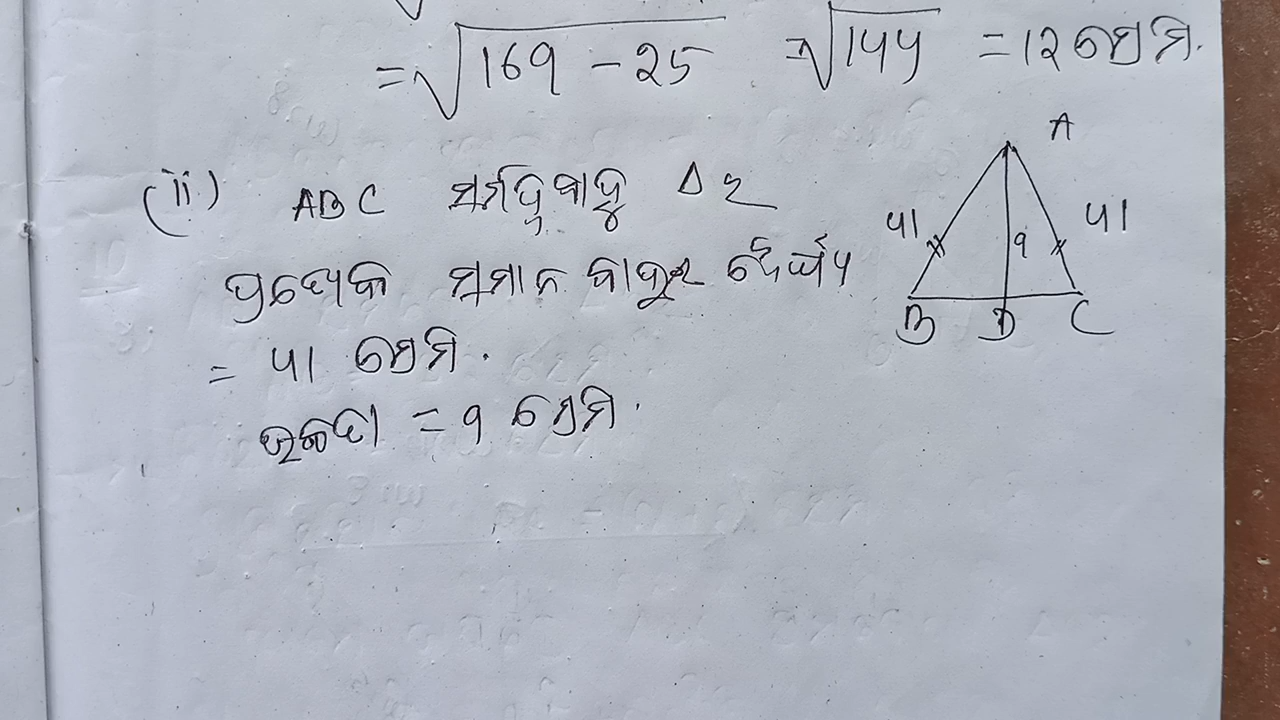 = √169 - 25 = √144 = 12 ସେମି.
(ii) ABC ସମଦ୍ବିବାହୁ Δ ର
ପ୍ରତ୍ୟେକ ସମାନ ବାହୁର ଦୈର୍ଘ୍ୟ
= 41 ସେମି.
ଉଚ୍ଚତା = 9 ସେମି.
A
41
9
41
B D C